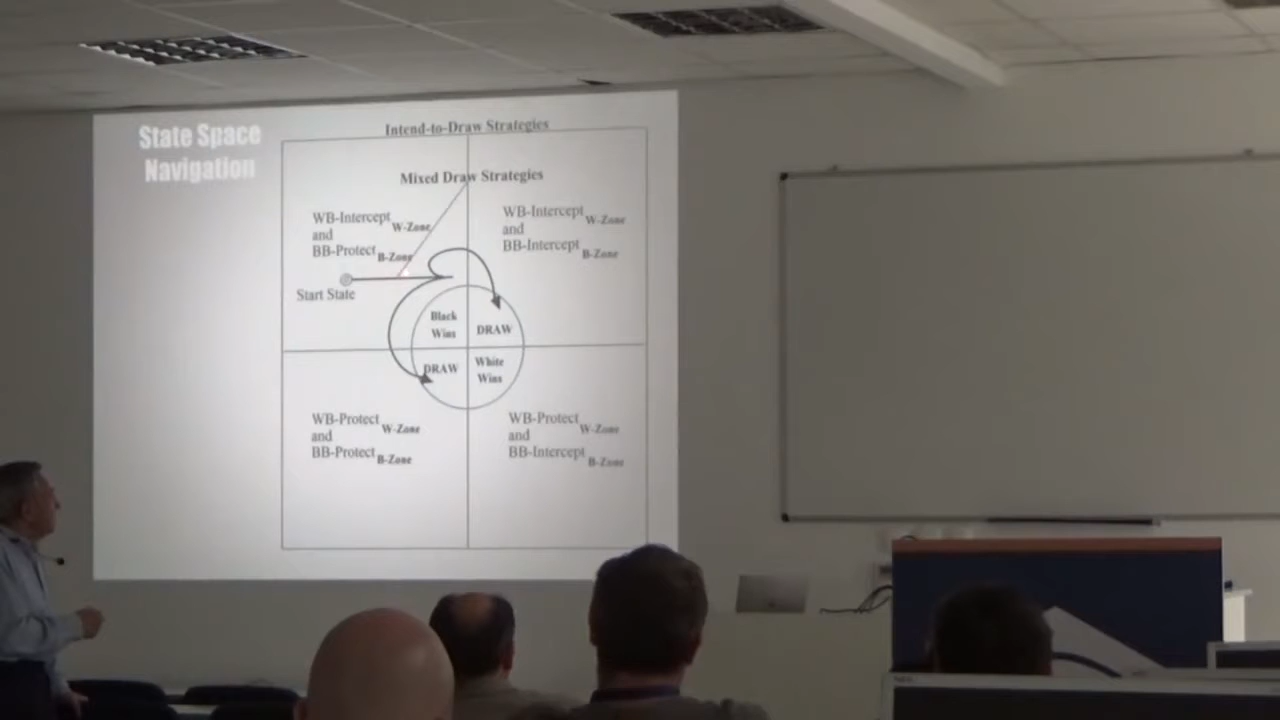 State Space
Navigation
Intend-to-Draw Strategies
Mixed Draw Strategies
WB-Intercept W-Zone
and
BB-Protect B-Zone
WB-Intercept W-Zone
and
BB-Intercept B-Zone
Start State
Black
Wins
DRAW
DRAW
White
Wins
WB-Protect W-Zone
and
BB-Protect B-Zone
WB-Protect W-Zone
and
BB-Intercept B-Zone